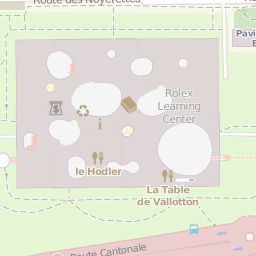 Route des Noyerettes
Pavi
Rolex
Learning
Center
i
le Hodler
La Table
de Vallotton
Route Cantonale